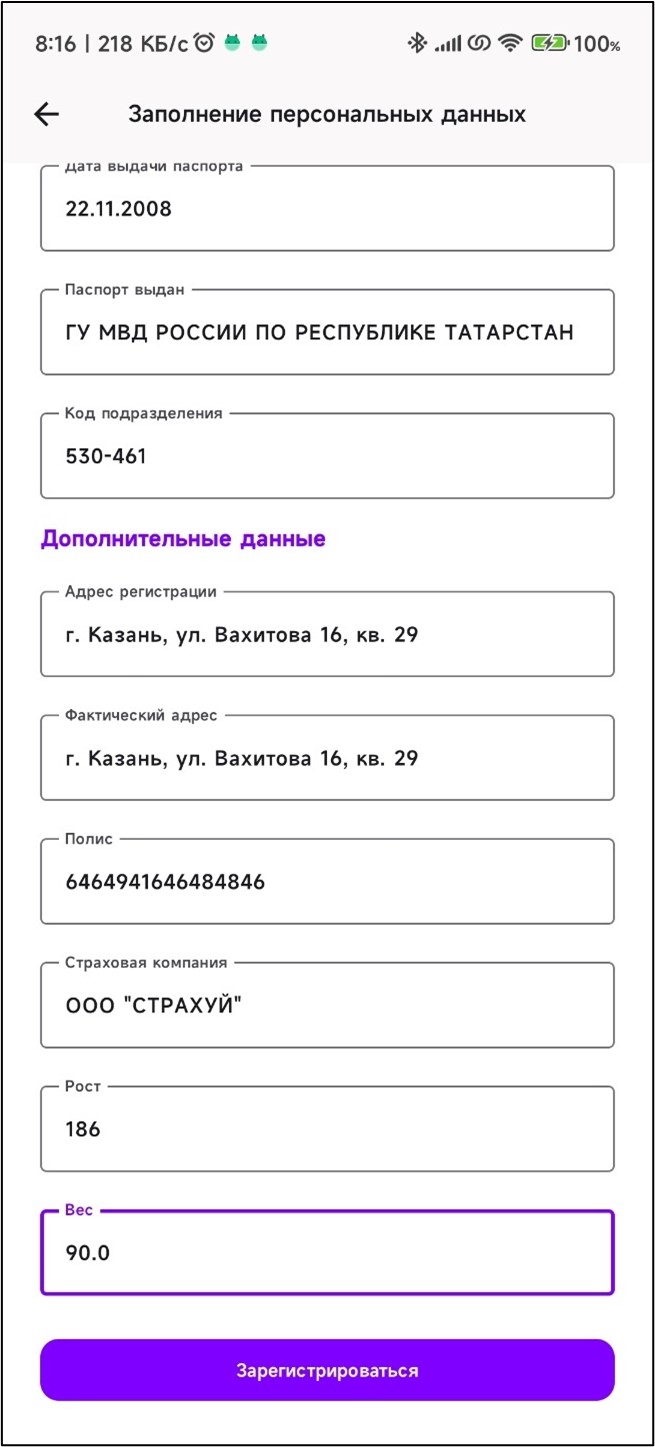 8:16 | 218 КБ/с 100%
Заполнение персональных данных
Дата выдачи паспорта
22.11.2008
Паспорт выдан
ГУ МВД РОССИИ ПО РЕСПУБЛИКЕ ТАТАРСТАН
Код подразделения
530-461
Дополнительные данные
Адрес регистрации
г. Казань, ул. Вахитова 16, кв. 29
Фактический адрес
г. Казань, ул. Вахитова 16, кв. 29
Полис
6464941646484846
Страховая компания
ООО "СТРАХУЙ"
Рост
186
Вес
90.0
Зарегистрироваться